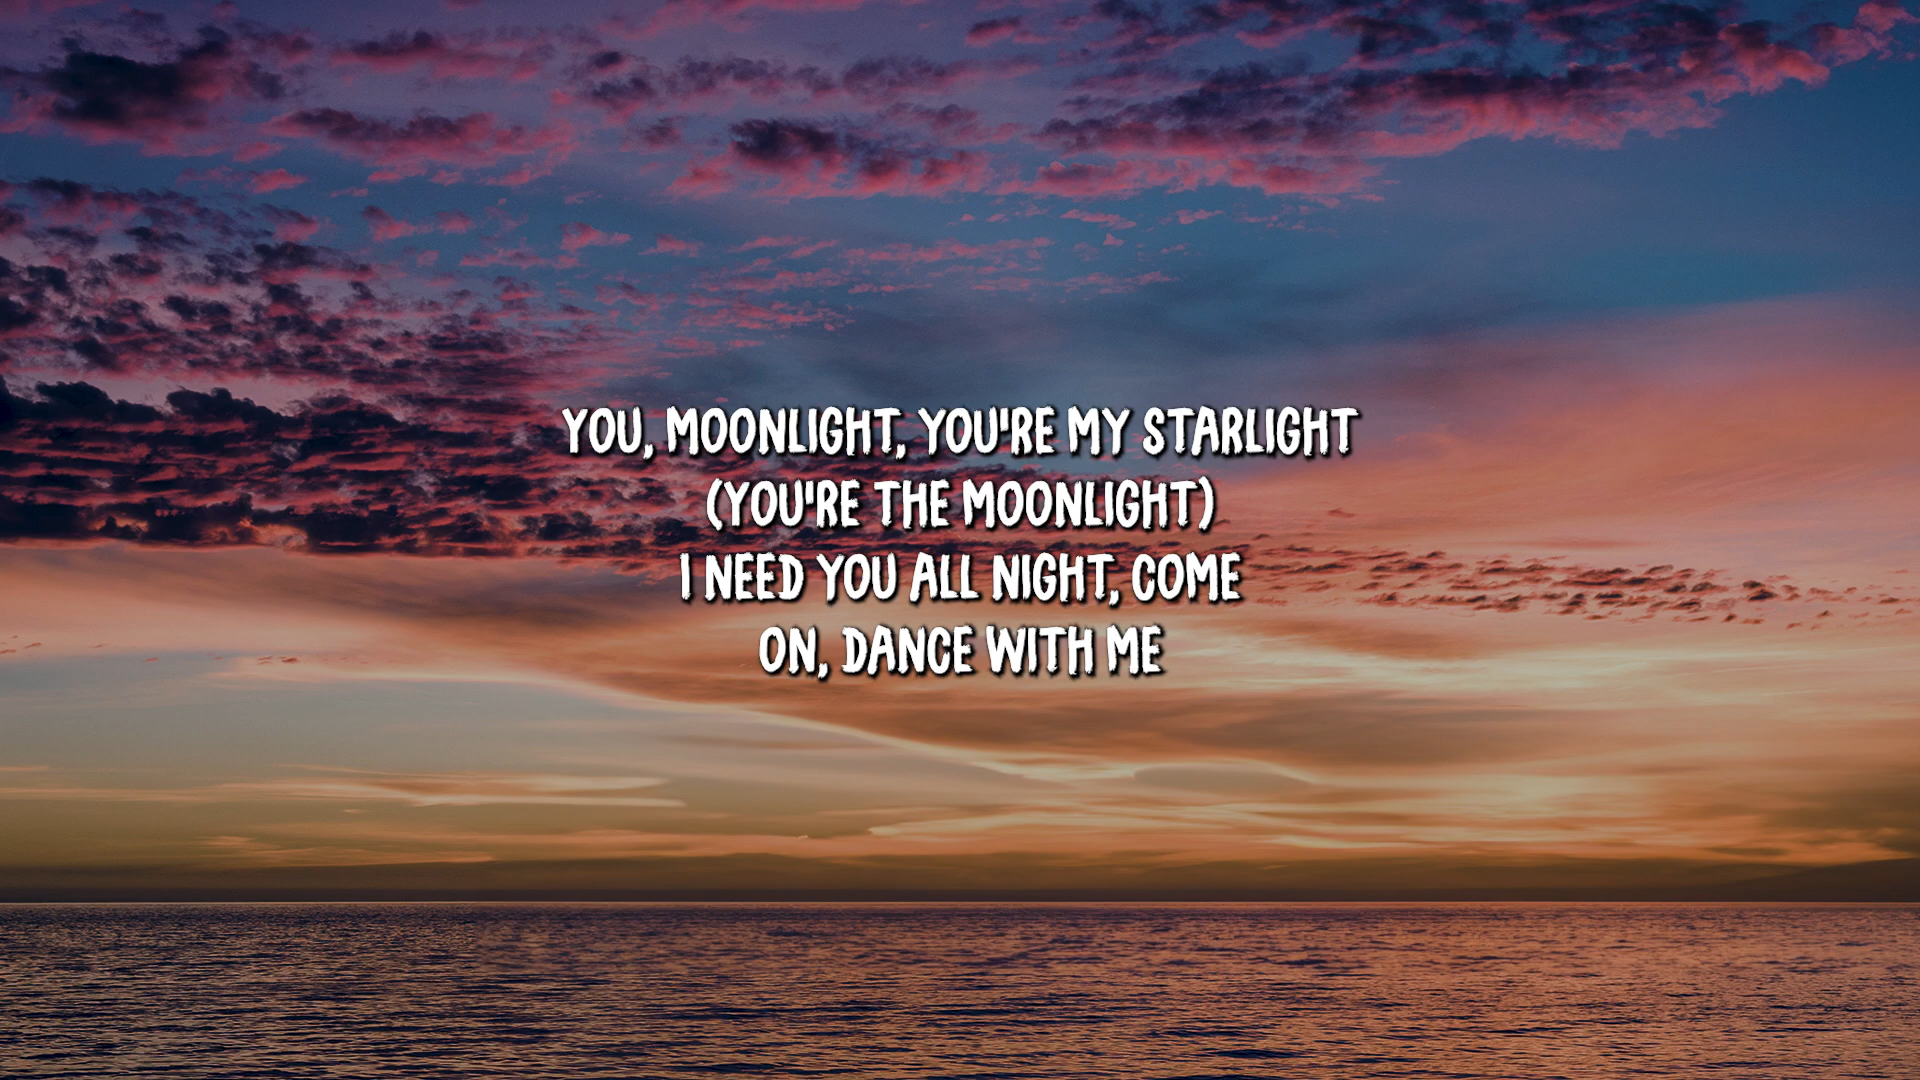 YOU, MOONLIGHT, YOU'RE MY STARLIGHT
(YOU'RE THE MOONLIGHT)
I NEED YOU ALL NIGHT, COME
ON, DANCE WITH ME